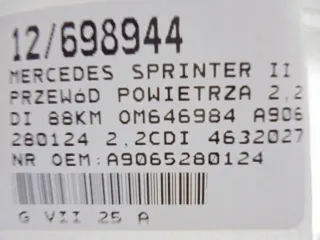 12/698944
MERCEDES SPRINTER II
PRZEWÓD POWIETRZA 2,2
DI 88KM OM646984 A906
280124 2,2CDI 4632027
NR OEM:A9065280124
G VII 25 A